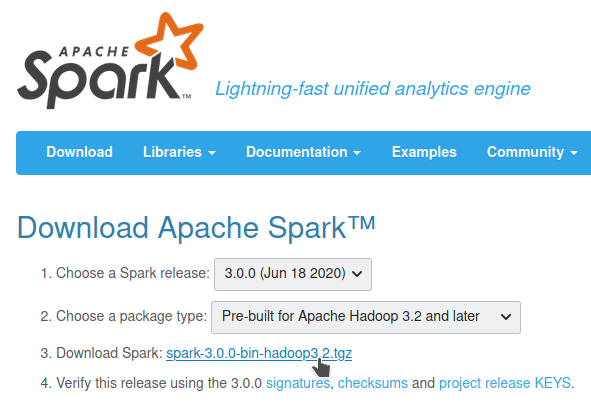 APACHE
Spark™ Lightning-fast unified analytics engine
Download Libraries Documentation Examples Community
Download Apache Spark™
1. Choose a Spark release: 3.0.0 (Jun 18 2020)
2. Choose a package type: Pre-built for Apache Hadoop 3.2 and later
3. Download Spark: spark-3.0.0-bin-hadoop3.2.tgz
4. Verify this release using the 3.0.0 signatures, checksums and project release KEYS.